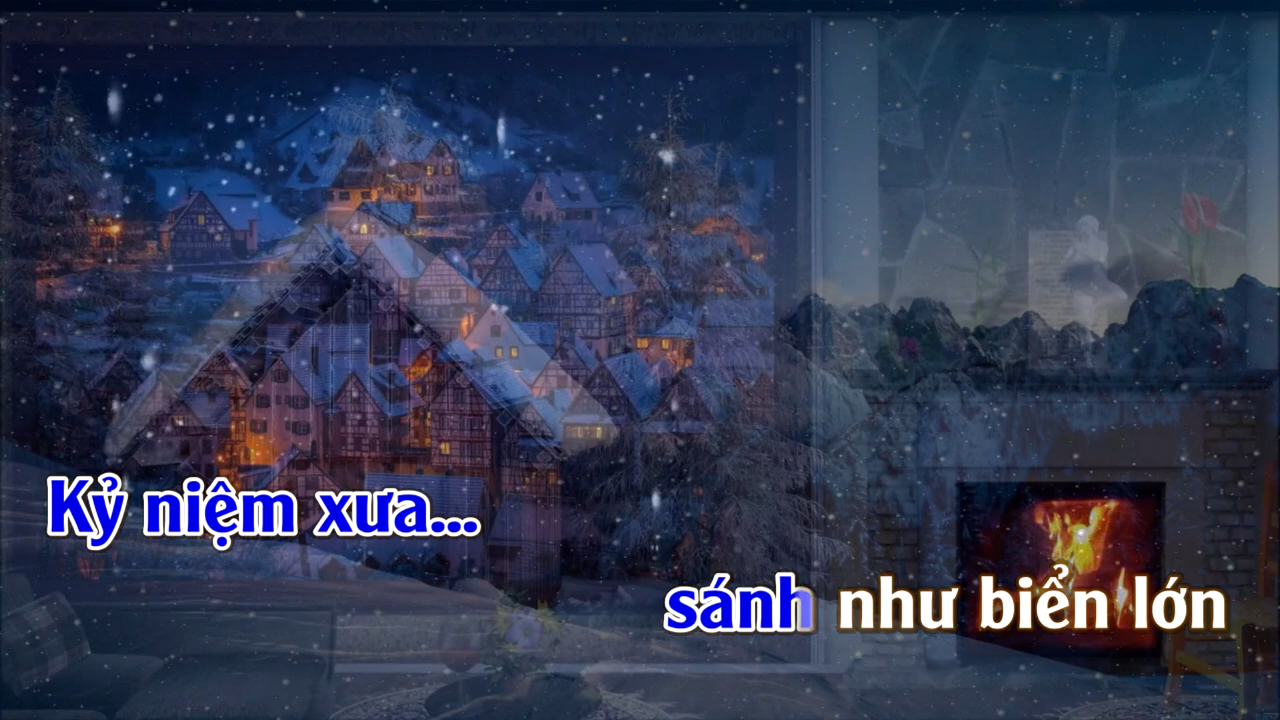 Kỷ niệm xưa...
sánh như biển lớn